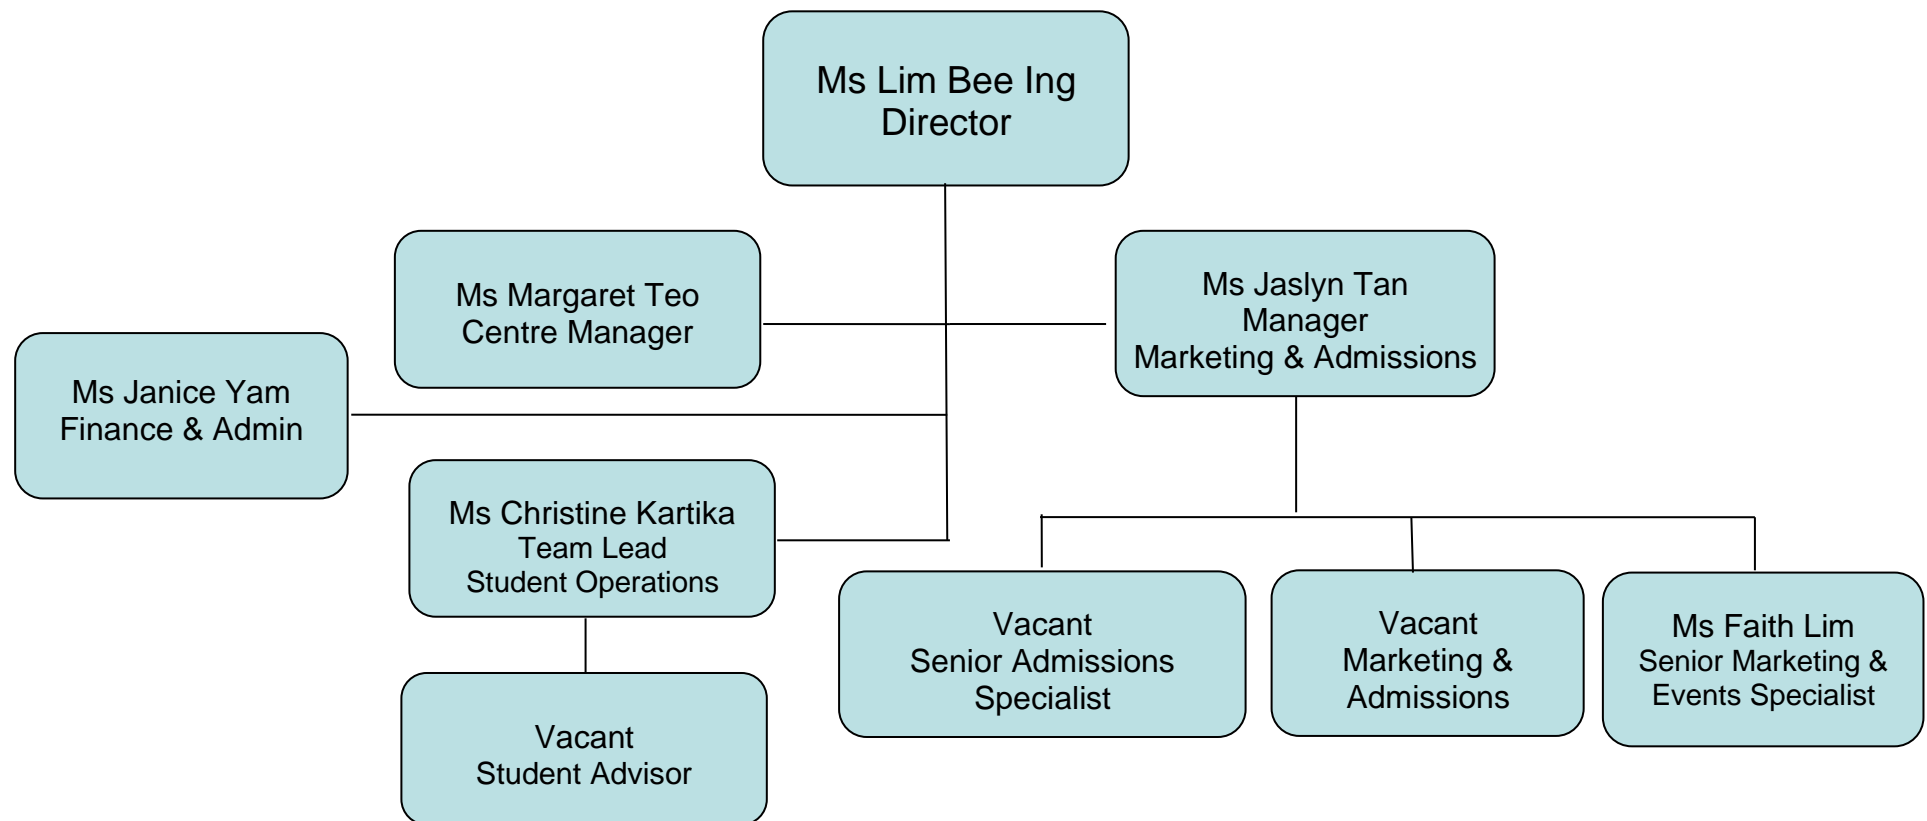 Ms Lim Bee Ing
Director
Ms Margaret Teo
Centre Manager
Ms Jaslyn Tan
Manager
Marketing & Admissions
Ms Janice Yam
Finance & Admin
Ms Christine Kartika
Team Lead
Student Operations
Vacant
Senior Admissions
Specialist
Vacant
Marketing &
Admissions
Ms Faith Lim
Senior Marketing &
Events Specialist
Vacant
Student Advisor